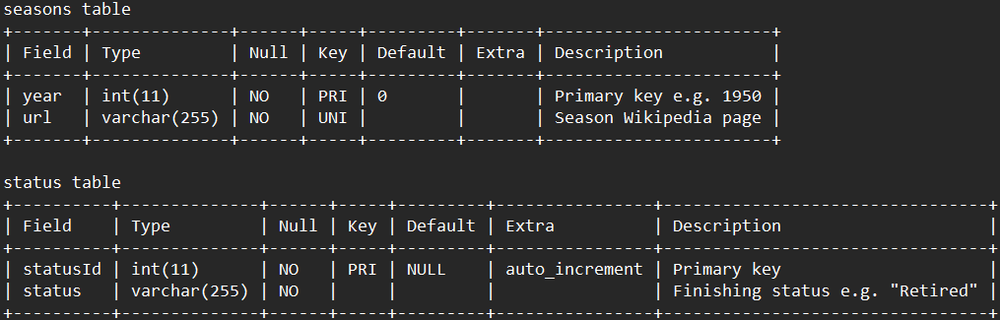 seasons table
+-------+--------------+------+-----+---------+-------+-----------------------+
| Field | Type         | Null | Key | Default | Extra | Description           |
+-------+--------------+------+-----+---------+-------+-----------------------+
| year  | int(11)      | NO   | PRI | 0       |       | Primary key e.g. 1950 |
| url   | varchar(255) | NO   | UNI |         |       | Season Wikipedia page |
+-------+--------------+------+-----+---------+-------+-----------------------+
status table
+----------+--------------+------+-----+---------+----------------+--------------------------------+
| Field    | Type         | Null | Key | Default | Extra          | Description                    |
+----------+--------------+------+-----+---------+----------------+--------------------------------+
| statusId | int(11)      | NO   | PRI | NULL    | auto_increment | Primary key                    |
| status   | varchar(255) | NO   |     |         |                | Finishing status e.g. "Retired" |
+----------+--------------+------+-----+---------+----------------+--------------------------------+